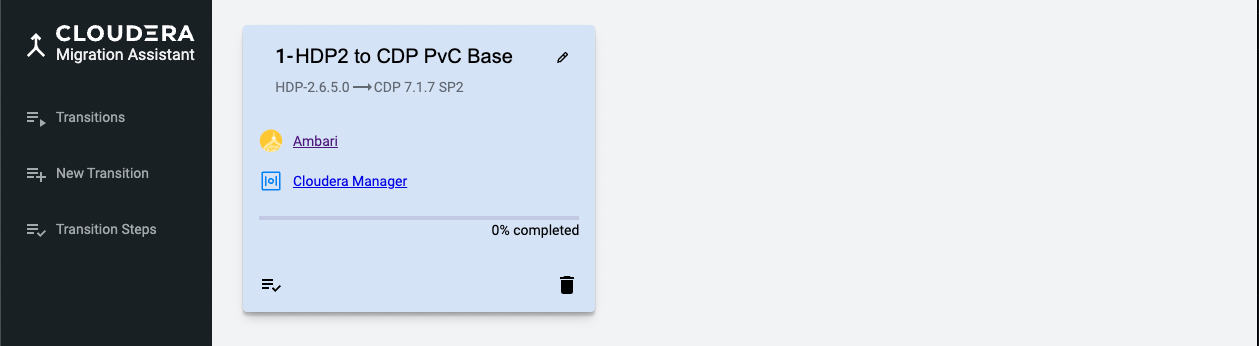 CLOUDERA
Migration Assistant
Transitions
New Transition
Transition Steps
1-HDP2 to CDP PvC Base
HDP-2.6.5.0 ⟶ CDP 7.1.7 SP2
Ambari
Cloudera Manager
0% completed